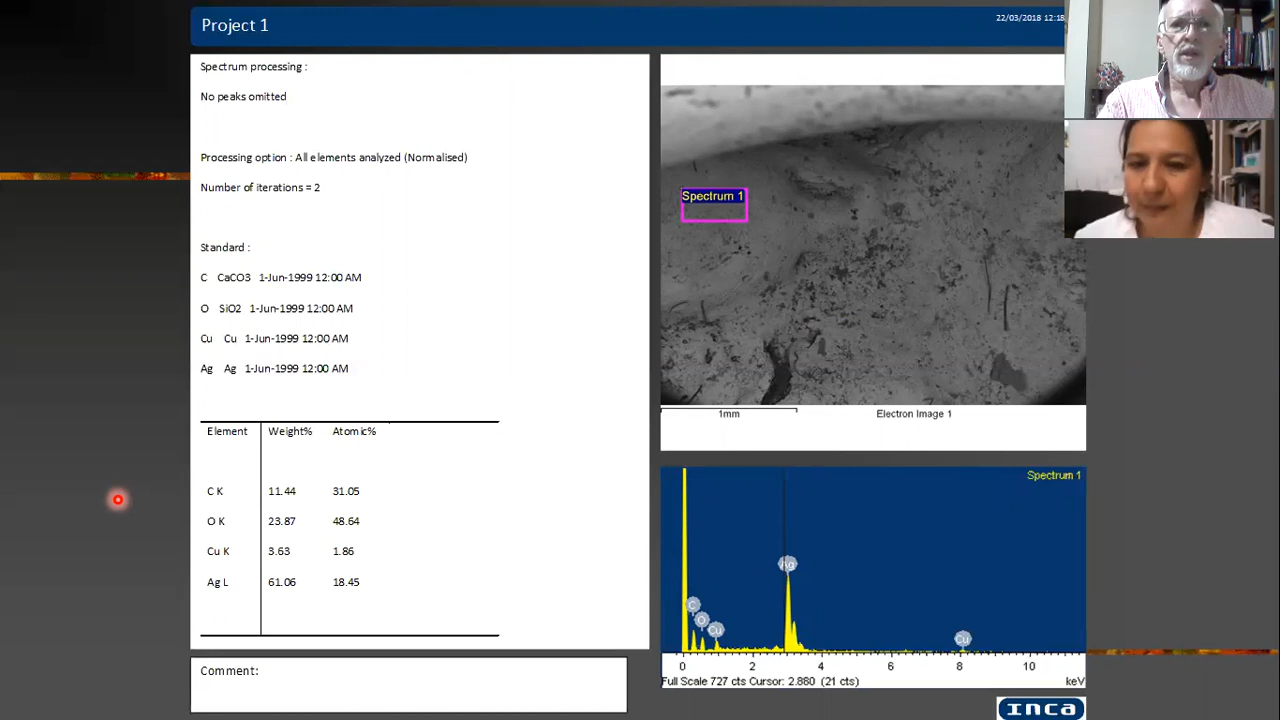 Project 1
22/03/2018 12:18
Spectrum processing :
No peaks omitted
Processing option : All elements analyzed (Normalised)
Number of iterations = 2
Standard :
C CaCO3 1-Jun-1999 12:00 AM
O SiO2 1-Jun-1999 12:00 AM
Cu Cu 1-Jun-1999 12:00 AM
Ag Ag 1-Jun-1999 12:00 AM
Element Weight% Atomic%
C K 11.44 31.05
O K 23.87 48.64
Cu K 3.63 1.86
Ag L 61.06 18.45
Comment:
Spectrum 1
1mm Electron Image 1
Spectrum 1
Ag
C
O
Cu
Cu
0 2 4 6 8 10
Full Scale 727 cts Cursor: 2.880 (21 cts) keV
INCA